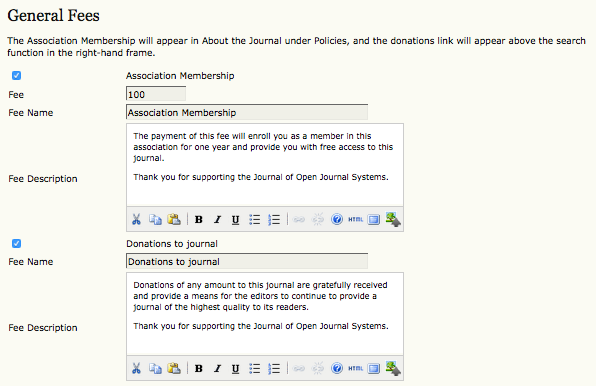 General Fees
The Association Membership will appear in About the Journal under Policies, and the donations link will appear above the search
function in the right-hand frame.
Association Membership
Fee 100
Fee Name Association Membership
The payment of this fee will enroll you as a member in this
association for one year and provide you with free access to this
journal.
Thank you for supporting the Journal of Open Journal Systems.
Fee Description
B I U HTML
Donations to journal
Fee Name Donations to journal
Donations of any amount to this journal are gratefully received
and provide a means for the editors to continue to provide a
journal of the highest quality to its readers.
Thank you for supporting the Journal of Open Journal Systems.
Fee Description
B I U HTML